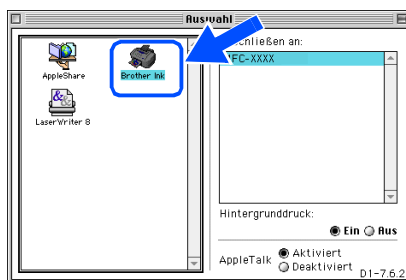 Auswahl
AppleShare
Brother Ink
LaserWriter 8
schließen an:
FC-XXXX
Hintergrunddruck:
Ein Aus
AppleTalk
Aktiviert
Deaktiviert
D1-7.6.2